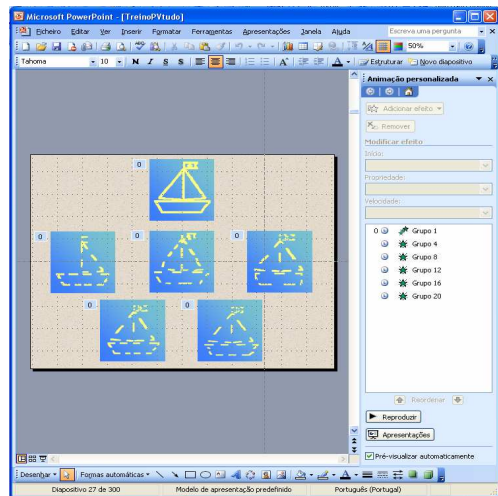 Microsoft PowerPoint - [TreinoPVtudo]
Ficheiro Editar Ver Inserir Formatar Ferramentas Apresentações Janela Ajuda Escreva uma pergunta
50%
Tahoma 10 N I S S A A Estruturar Novo diapositivo
Animação personalizada
Adicionar efeito
Remover
Modificar efeito
Início:
Propriedade:
Velocidade:
0
0 0 0
0 0
0 Grupo 1
Grupo 4
Grupo 8
Grupo 12
Grupo 16
Grupo 20
Reordenar
Reproduzir
Apresentações
Pré-visualizar automaticamente
Desenhar Formas automáticas A
Diapositivo 27 de 300 Modelo de apresentação predefinido Português (Portugal)